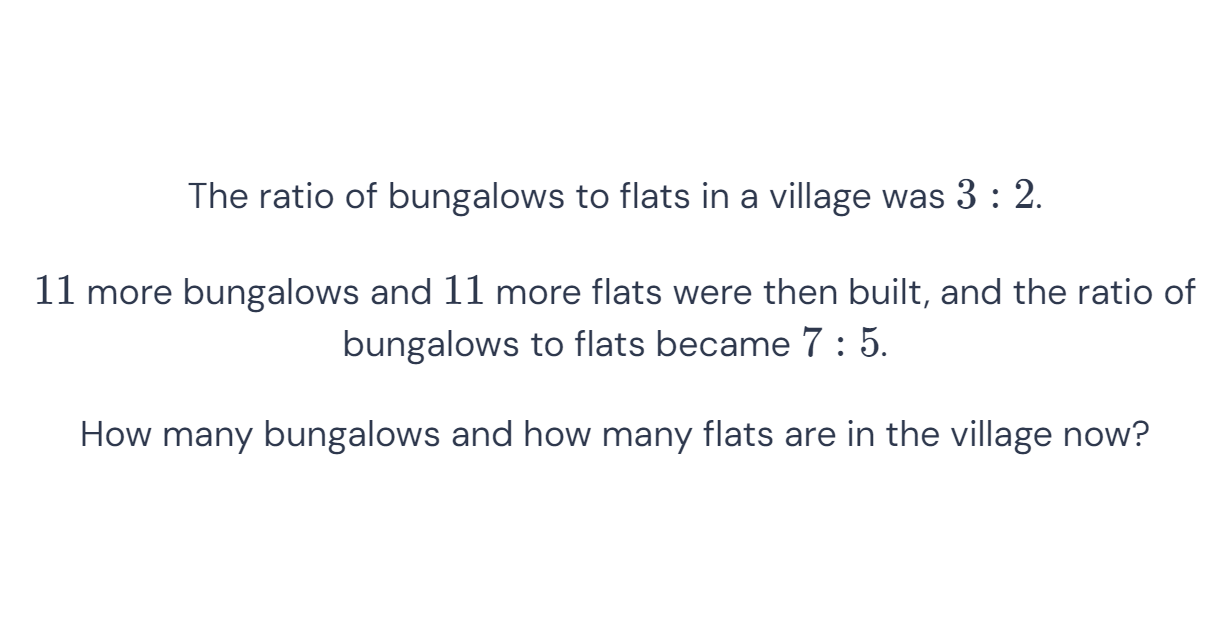 The ratio of bungalows to flats in a village was 3 : 2.
11 more bungalows and 11 more flats were then built, and the ratio of
bungalows to flats became 7 : 5.
How many bungalows and how many flats are in the village now?